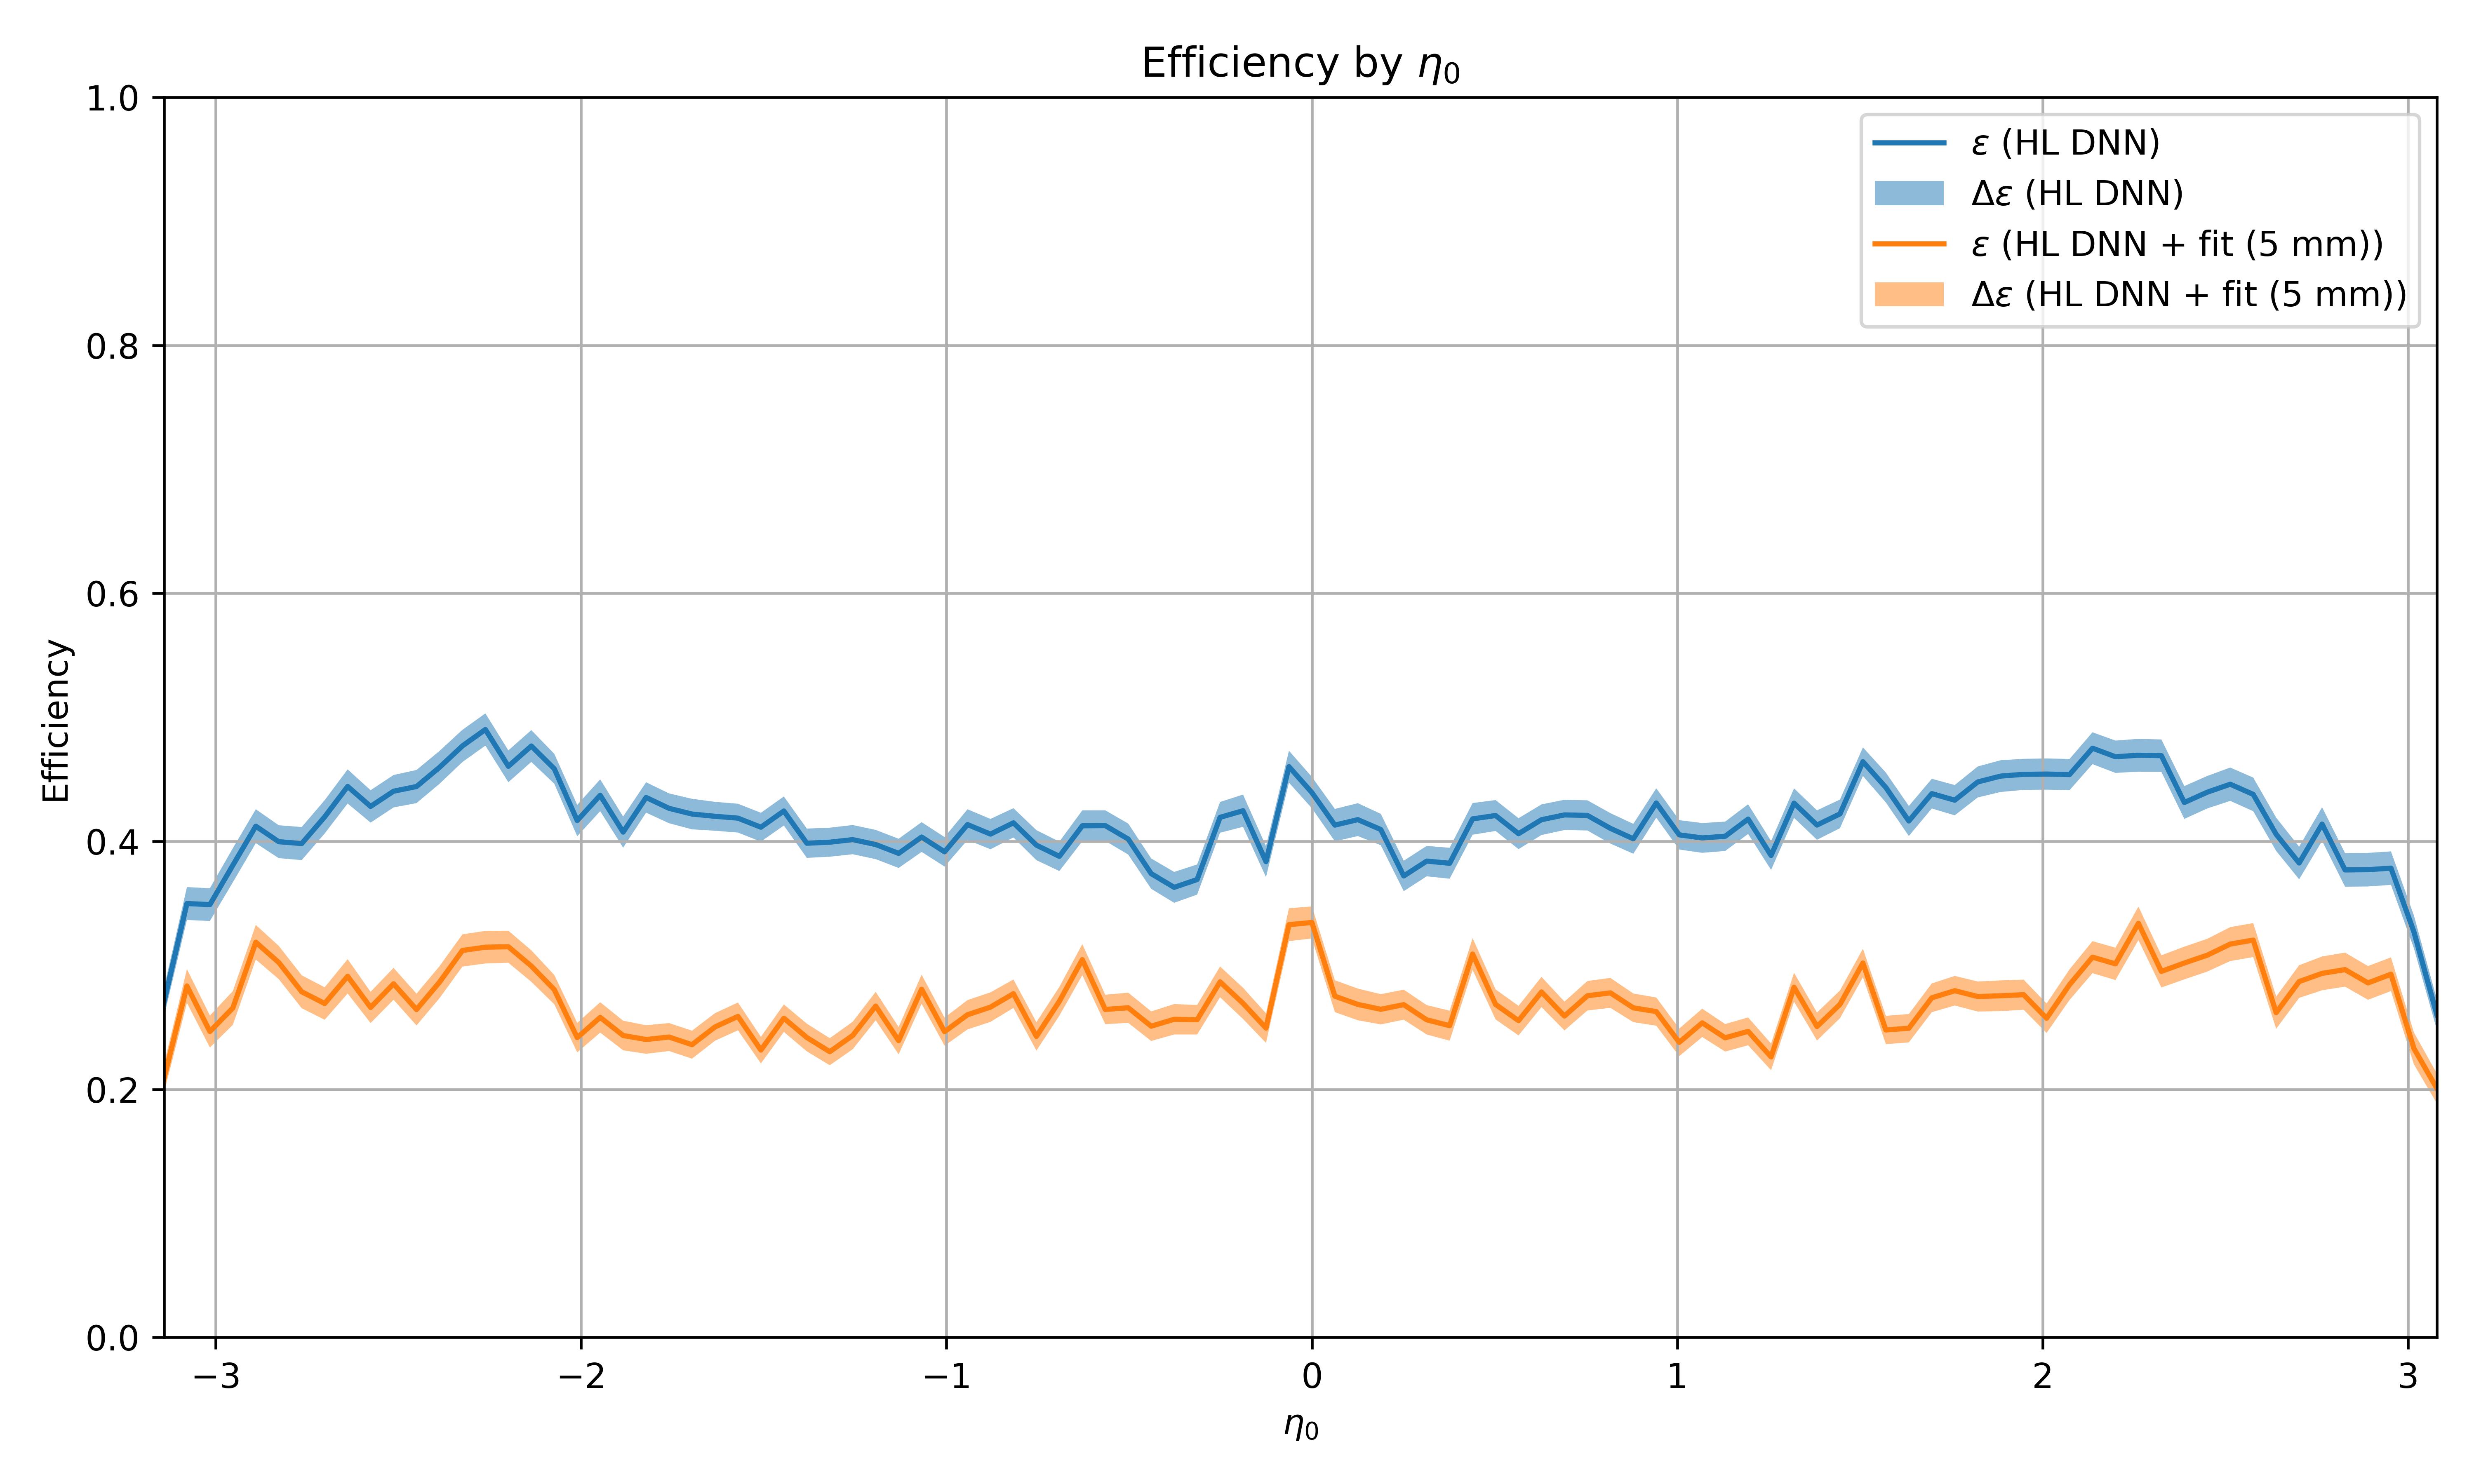 Efficiency by η₀
1.0
0.8
0.6
0.4
0.2
0.0
Efficiency
ε (HL DNN)
Δε (HL DNN)
ε (HL DNN + fit (5 mm))
Δε (HL DNN + fit (5 mm))
−3 −2 −1 0 1 2 3
η₀